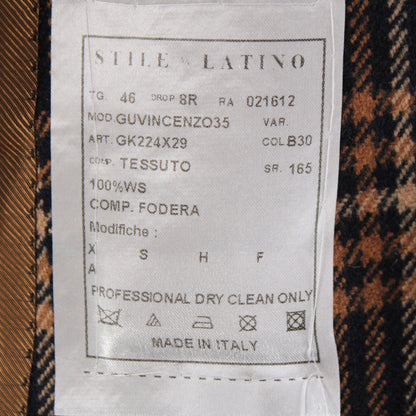 STILE LATINO
TG. 46 DROP 8R RA 021612
MOD. GUVINCENZO35 VAR.
ART. GK224X29 COL B30
COMP. TESSUTO SR. 165
100%WS
COMP. FODERA
Modifiche :
X S H F
A
PROFESSIONAL DRY CLEAN ONLY
MADE IN ITALY